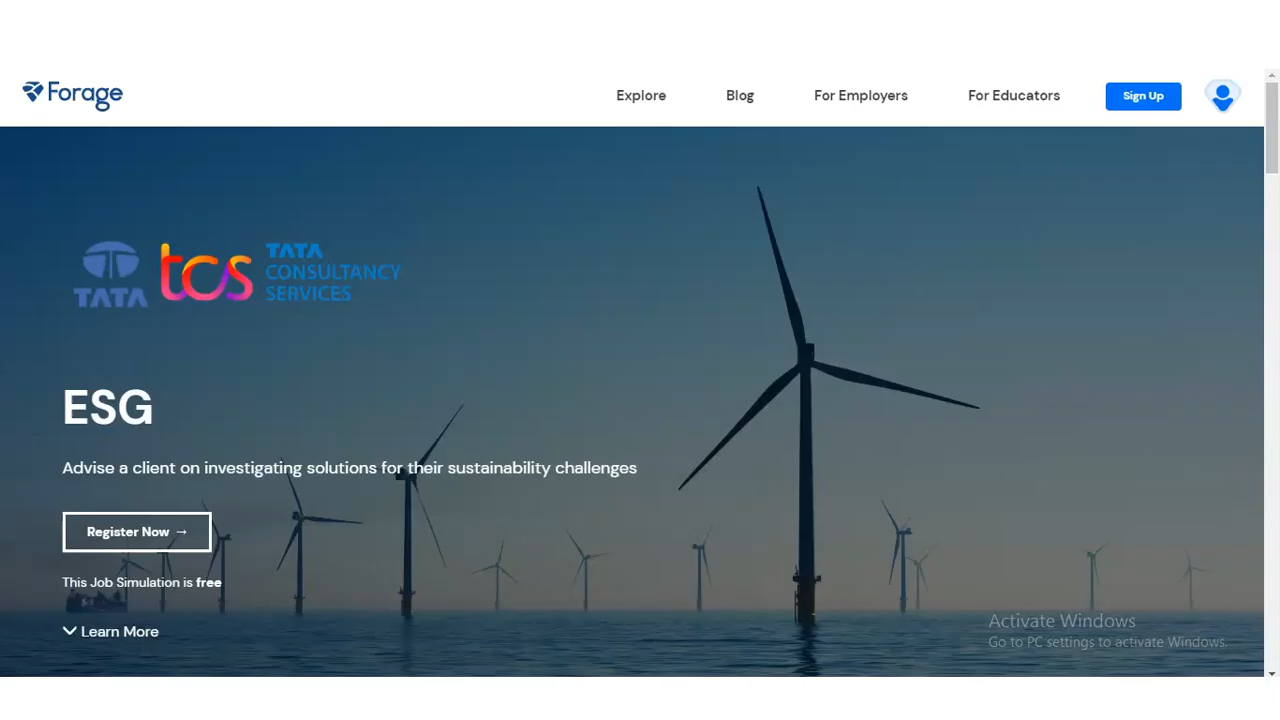 Forage
Explore
Blog
For Employers
For Educators
Sign Up
TATA
tcs
TATA
CONSULTANCY
SERVICES
ESG
Advise a client on investigating solutions for their sustainability challenges
Register Now →
This Job Simulation is free
Learn More
Activate Windows
Go to PC settings to activate Windows.